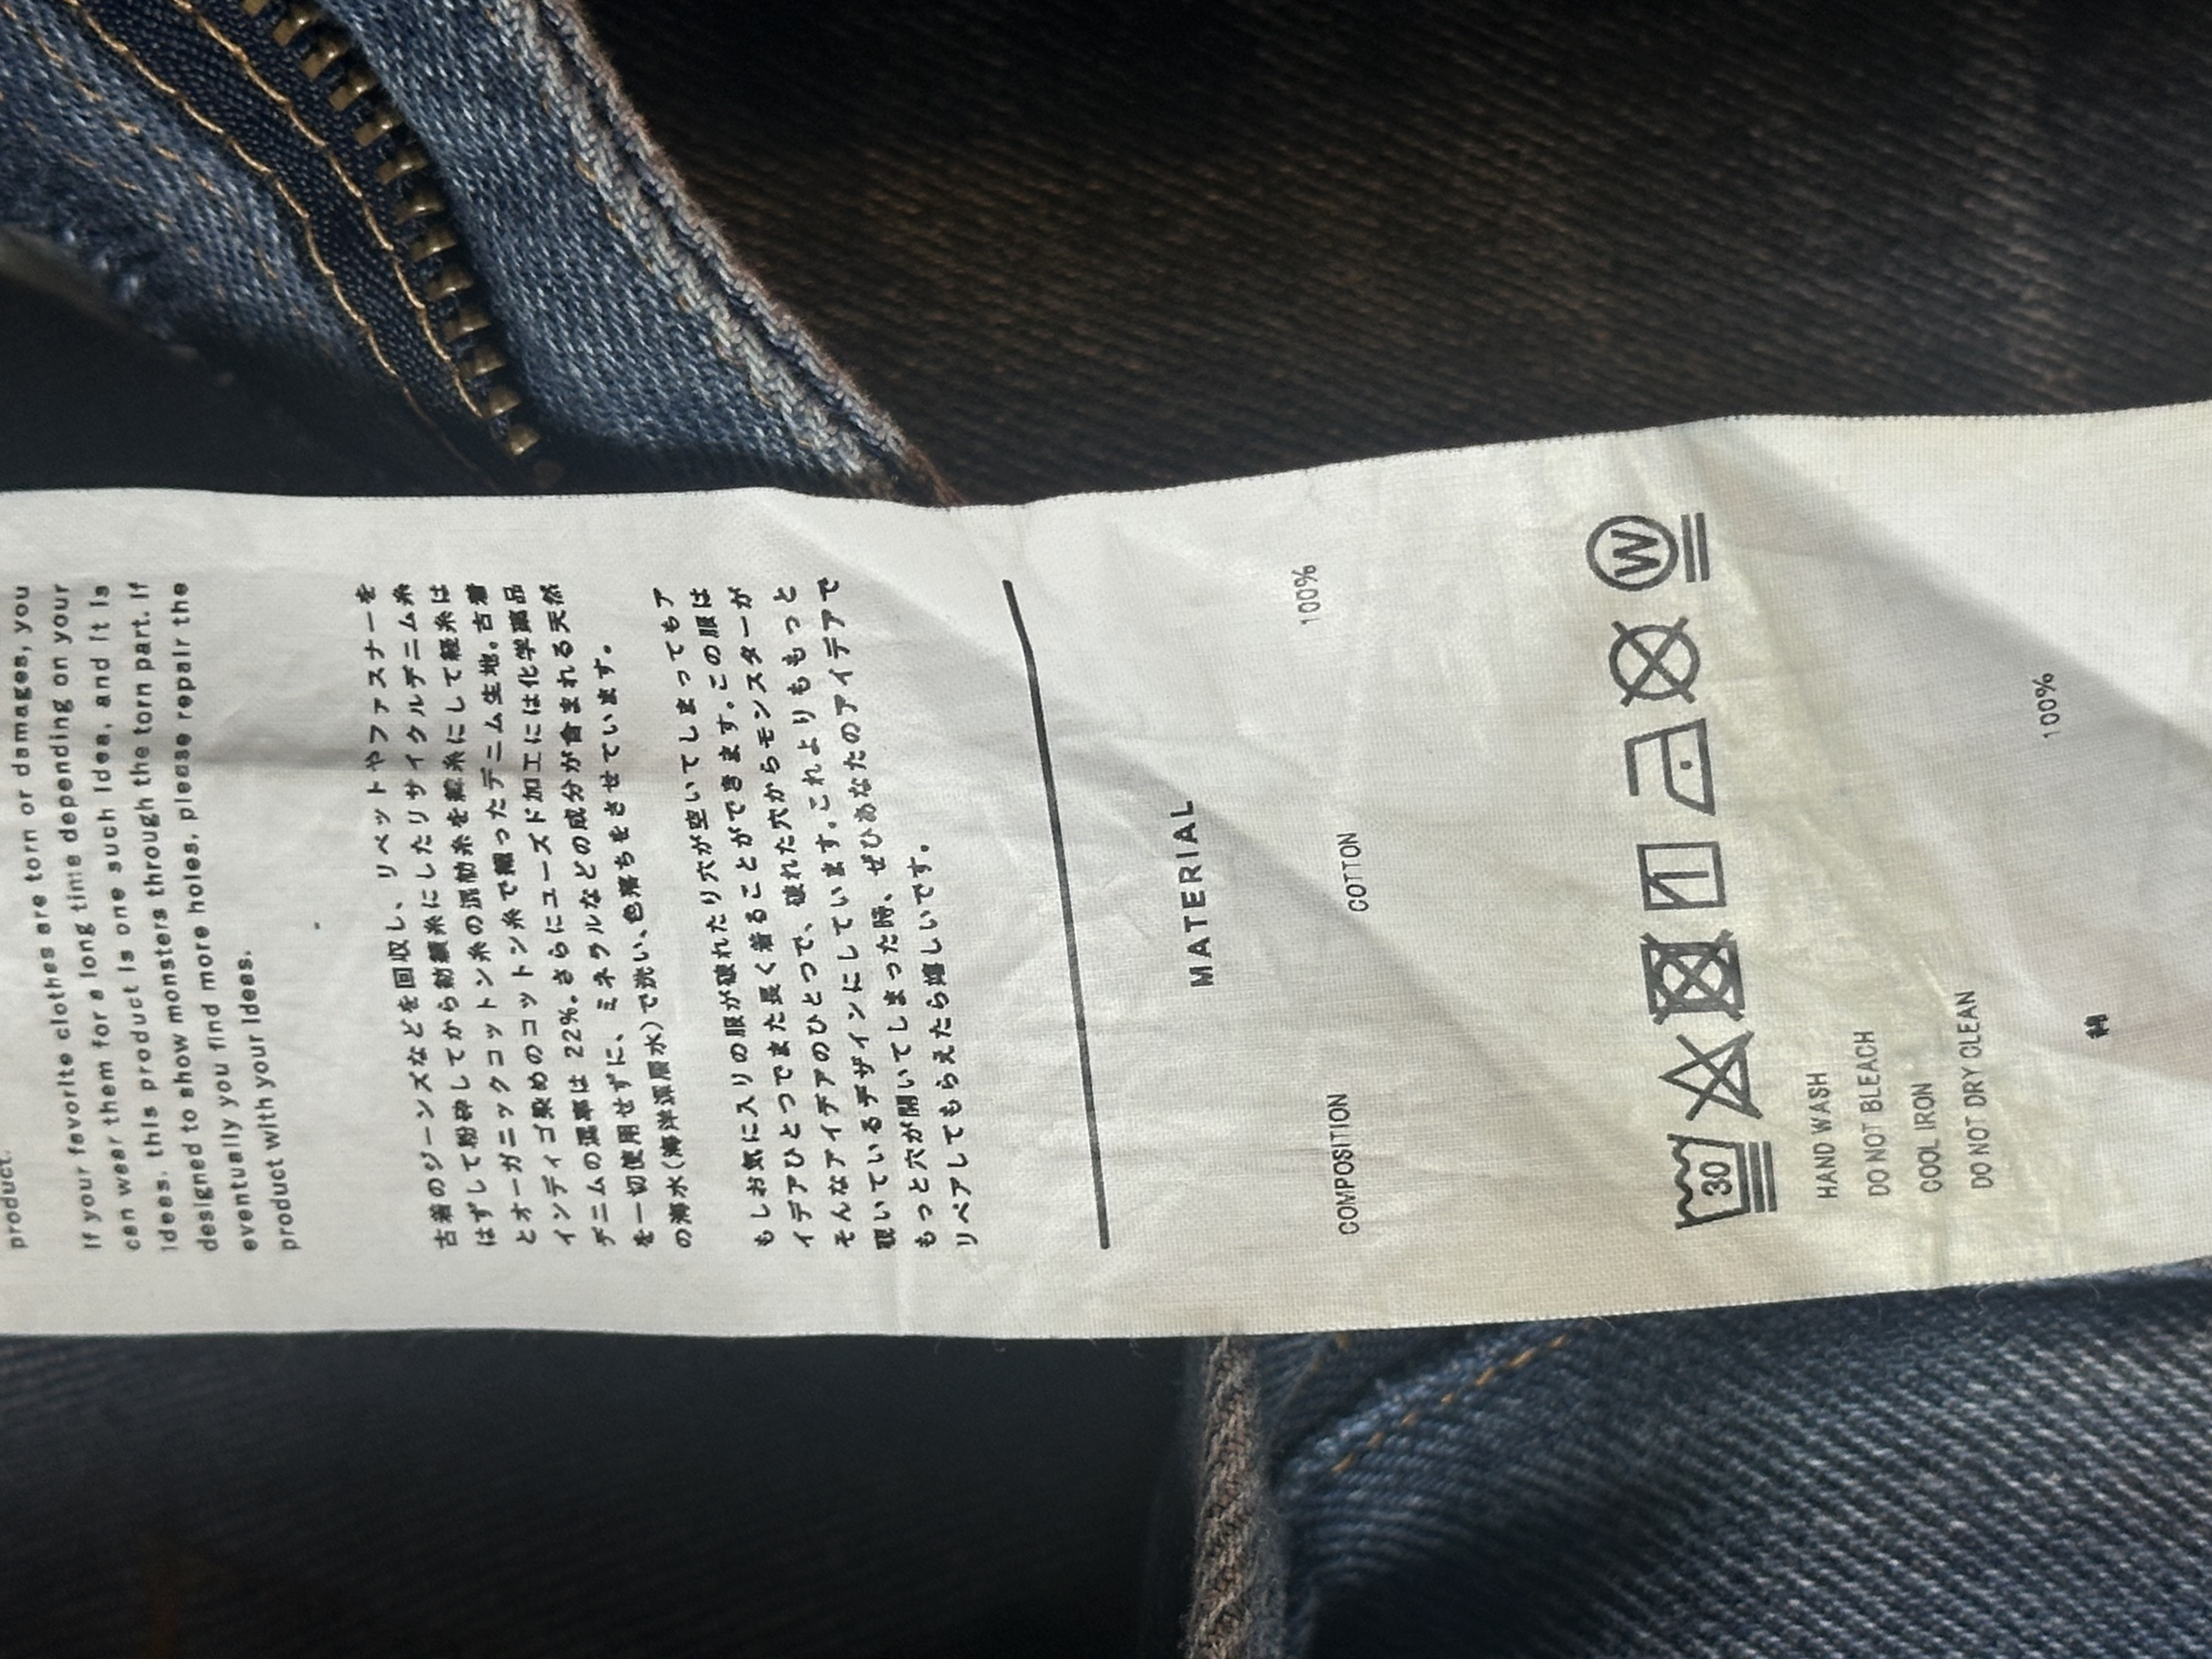 product.
If your favorite clothes are torn or damages, you
can wear them for a long time depending on your
ideas. this product is one such idea, and it is
designed to show monsters through the torn part. If
eventually you find more holes, please repair the
product with your ideas.
古着のジーンズなどを回収し、リベットやファスナーを
はずして粉砕してから紡績糸にしたリサイクルデニム糸
とオーガニックコットン糸の混紡糸を緯糸にして経糸は
インディゴ染めのコットン糸で織ったデニム生地。古着
デニムの混率は 22%。さらにユーズド加工には化学薬品
を一切使用せずに、ミネラルなどの成分が含まれる天然
の海水(海洋深層水)で洗い、色落ちをさせています。
もしお気に入りの服が破れたり穴が空いてしまってもア
イデアひとつでまた長く着ることができます。この服は
そんなアイデアのひとつで、破れた穴からモンスターが
覗いているデザインにしています。これよりももっと
もっと穴が開いてしまった時、ぜひあなたのアイデアで
リペアしてもらえたら嬉しいです。
MATERIAL
100%
COMPOSITION COTTON
30 W
HAND WASH
DO NOT BLEACH
COOL IRON
DO NOT DRY CLEAN
100%
綿